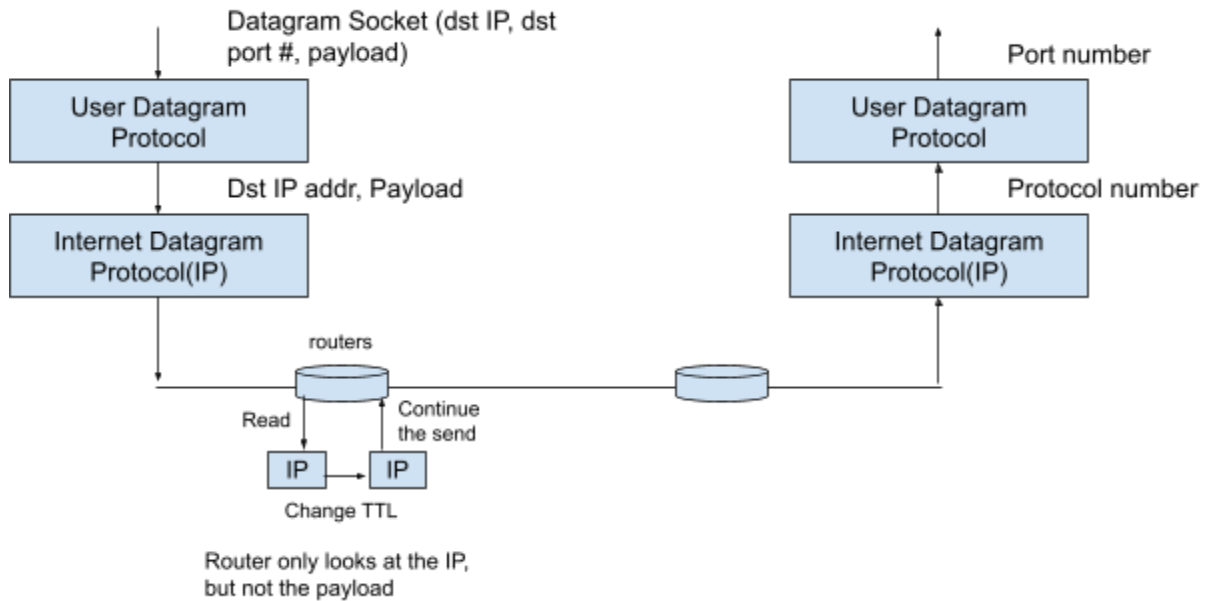 Datagram Socket (dst IP, dst
port #, payload)
Port number
User Datagram
Protocol
User Datagram
Protocol
Dst IP addr, Payload
Protocol number
Internet Datagram
Protocol(IP)
Internet Datagram
Protocol(IP)
routers
Read
Continue
the send
IP
IP
Change TTL
Router only looks at the IP,
but not the payload